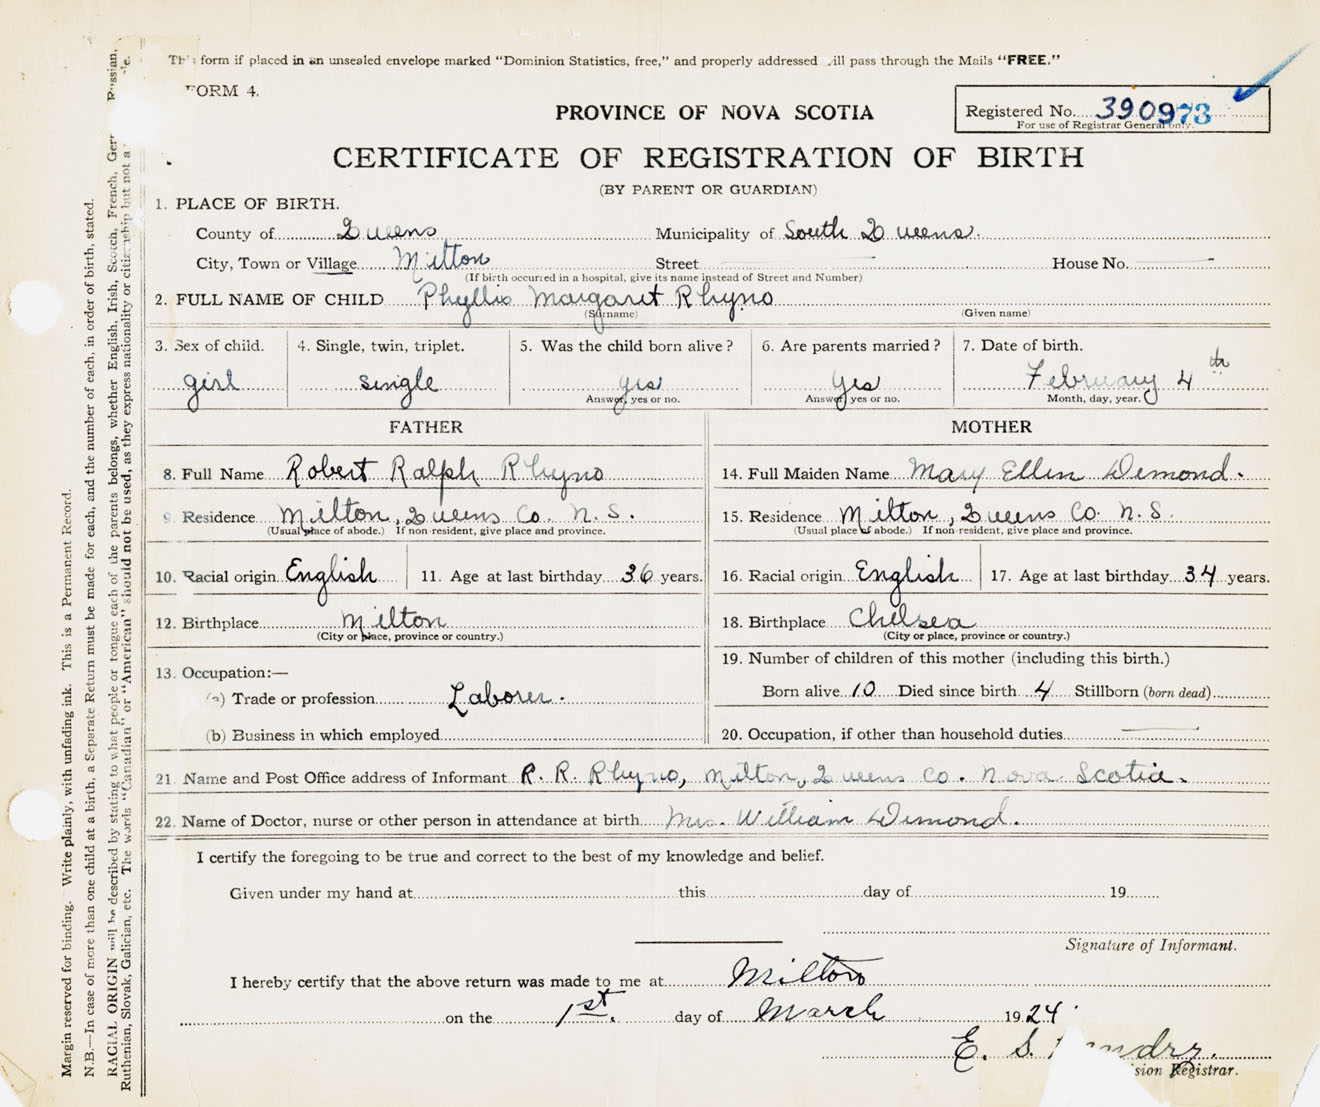 This form if placed in an unsealed envelope marked "Dominion Statistics, free," and properly addressed will pass through the Mails "FREE."
FORM 4.
PROVINCE OF NOVA SCOTIA
Registered No. 390973
For use of Registrar General only.
CERTIFICATE OF REGISTRATION OF BIRTH
(BY PARENT OR GUARDIAN)
1. PLACE OF BIRTH.
County of Queens Municipality of South Queens.
City, Town or Village Milton Street House No.
(If birth occurred in a hospital, give its name instead of Street and Number)
2. FULL NAME OF CHILD Phyllis Margaret Rhyno
(Surname) (Given name)
3. Sex of child. 4. Single, twin, triplet. 5. Was the child born alive? 6. Are parents married? 7. Date of birth.
girl single yes yes February 4th
Answer, yes or no. Answer, yes or no. Month, day, year.
FATHER MOTHER
8. Full Name Robert Ralph Rhyno 14. Full Maiden Name Mary Ellen Demond.
9. Residence Milton, Queens Co. N.S. 15. Residence Milton, Queens Co. N.S.
(Usual place of abode.) If non-resident, give place and province. (Usual place of abode.) If non-resident, give place and province.
10. Racial origin English 11. Age at last birthday 36 years. 16. Racial origin English 17. Age at last birthday 34 years.
12. Birthplace Milton 18. Birthplace Chelsea
(City or place, province or country.) (City or place, province or country.)
13. Occupation:— 19. Number of children of this mother (including this birth.)
(a) Trade or profession Laborer. Born alive 10 Died since birth 4 Stillborn (born dead)
(b) Business in which employed 20. Occupation, if other than household duties
21 Name and Post Office address of Informant R. R. Rhyno, Milton, Queens Co. Nova Scotia.
22. Name of Doctor, nurse or other person in attendance at birth Mrs. William Demond.
I certify the foregoing to be true and correct to the best of my knowledge and belief.
Given under my hand at this day of 19
Signature of Informant.
I hereby certify that the above return was made to me at Milton
on the 1st. day of March 1924
E. S.
sion Registrar.
Margin reserved for binding. Write plainly, with unfading ink. This is a Permanent Record.
N.B.—In case of more than one child at a birth, a Separate Return must be made for each, and the number of each, in order of birth, stated.
RACIAL ORIGIN will be described by stating to what people or tongue each of the parents belongs, whether English, Irish, Scotch, French, Ger Russian,
Ruthenian, Slovak, Galician, etc. The words "Canadian" or "American" should not be used, as they express nationality or citizenship but not a le.